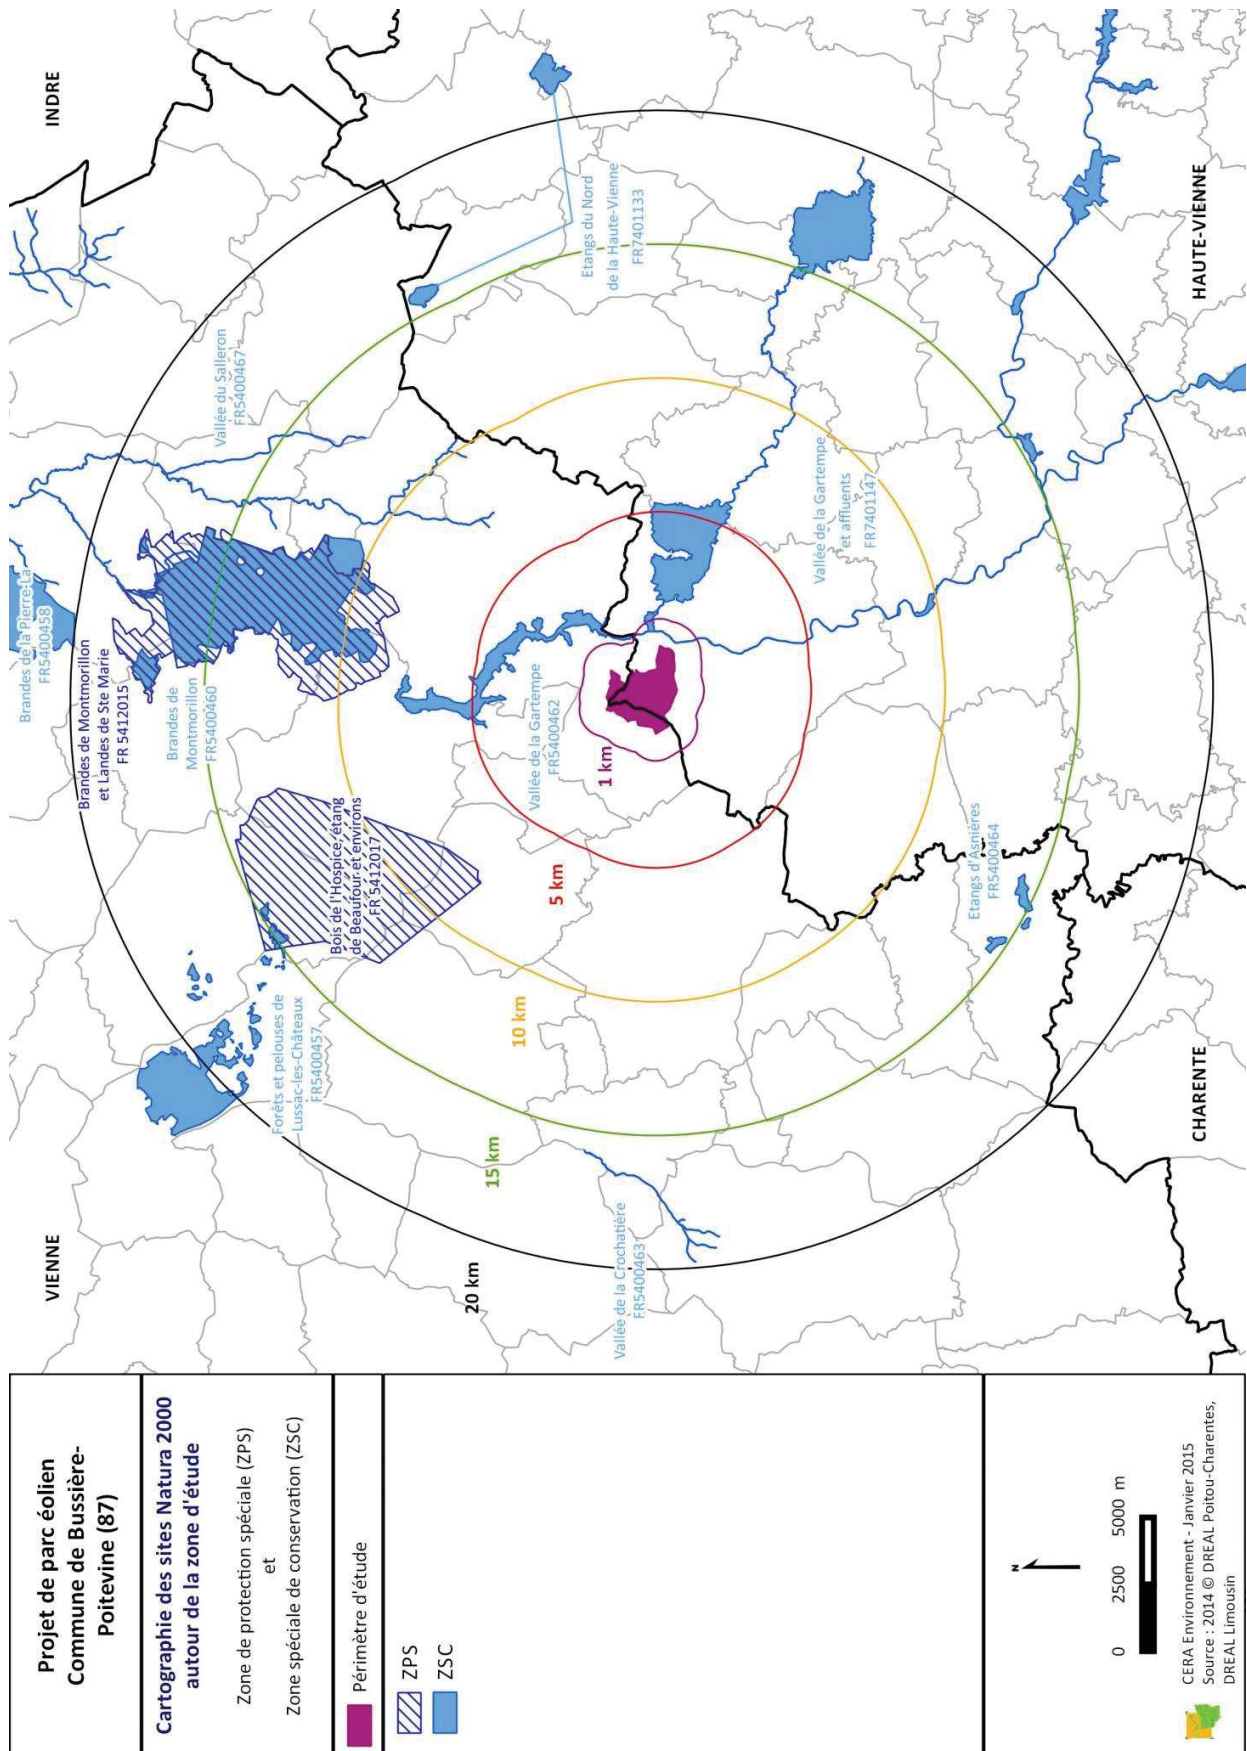 Projet de parc éolien
Commune de Bussière-
Poitevine (87)
Cartographie des sites Natura 2000
autour de la zone d'étude
Zone de protection spéciale (ZPS)
et
Zone spéciale de conservation (ZSC)
Périmètre d'étude
ZPS
ZSC
N
0 2500 5000 m
CERA Environnement - Janvier 2015
Source : 2014 © DREAL Poitou-Charentes,
DREAL Limousin
VIENNE
INDRE
Brandes de la Pierre-La
FR5400458
Brandes de Montmorillon
et Landes de Ste Marie
FR 5412015
Brandes de
Montmorillon
FR5400460
Vallée du Salleron
FR5400467
Forêts et pelouses de
Lussac-les-Châteaux
FR5400457
Bois de l'Hospice, étang
de Beaufour et environs
FR 5412017
Etangs du Nord
de la Haute-Vienne
FR7401133
Vallée de la Gartempe
FR5400462
1 km
5 km
10 km
15 km
20 km
Vallée de la Crochatière
FR5400463
Vallée de la Gartempe
et affluents
FR7401147
Etangs d'Asnières
FR5400464
CHARENTE
HAUTE-VIENNE